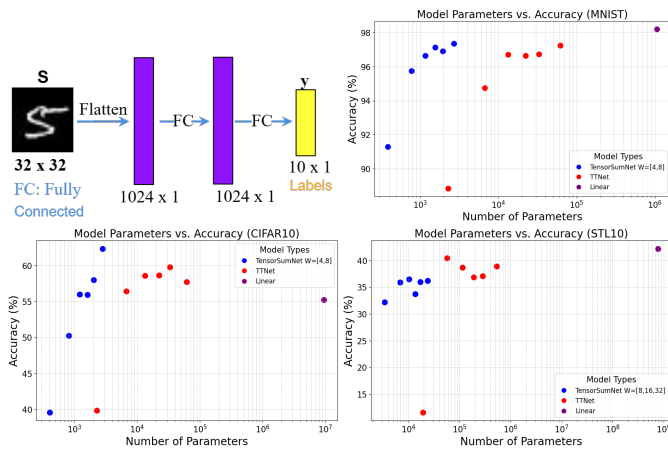 S
Flatten
FC
FC
y
32 x 32
1024 x 1
1024 x 1
10 x 1
Labels
FC: Fully
Connected
Model Parameters vs. Accuracy (MNIST)
Accuracy (%)
98
96
94
92
90
Model Types
TensorSumNet W=[4,8]
TTNet
Linear
10³ 10⁴ 10⁵ 10⁶
Number of Parameters
Model Parameters vs. Accuracy (CIFAR10)
Accuracy (%)
60
55
50
45
40
Model Types
TensorSumNet W=[4,8]
TTNet
Linear
10³ 10⁴ 10⁵ 10⁶ 10⁷
Number of Parameters
Model Parameters vs. Accuracy (STL10)
Accuracy (%)
40
35
30
25
20
15
Model Types
TensorSumNet W=[8,16,32]
TTNet
Linear
10⁴ 10⁵ 10⁶ 10⁷ 10⁸ 10⁹
Number of Parameters